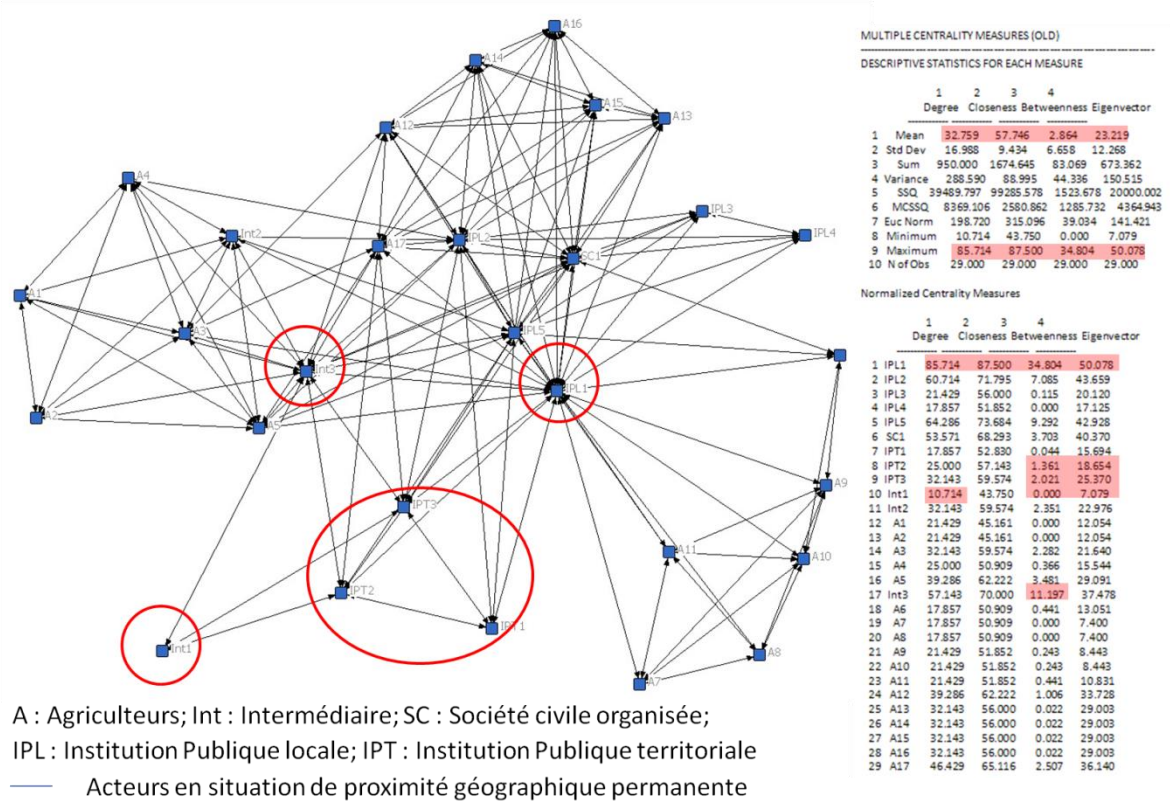 A16
A14
A15
A13
A12
A4
IPL3
Int2
A17
IPL2
IPL4
SC1
A1
A3
IPL5
Int3
IPL1
A2
A5
A9
IPT3
A11
A10
IPT2
IPT1
Int1
A8
A7
A : Agriculteurs; Int : Intermédiaire; SC : Société civile organisée;
IPL : Institution Publique locale; IPT : Institution Publique territoriale
Acteurs en situation de proximité géographique permanente
MULTIPLE CENTRALITY MEASURES (OLD)
DESCRIPTIVE STATISTICS FOR EACH MEASURE
1 2 3 4
Degree Closeness Betweenness Eigenvector
1 Mean 32.759 57.746 2.864 23.219
2 Std Dev 16.988 9.434 6.658 12.268
3 Sum 950.000 1674.645 83.069 673.362
4 Variance 288.590 88.995 44.336 150.515
5 SSQ 39489.797 99285.578 1523.678 20000.002
6 MCSSQ 8369.106 2580.862 1285.732 4364.943
7 Euc Norm 198.720 315.096 39.034 141.421
8 Minimum 10.714 43.750 0.000 7.079
9 Maximum 85.714 87.500 34.804 50.078
10 N of Obs 29.000 29.000 29.000 29.000
Normalized Centrality Measures
1 2 3 4
Degree Closeness Betweenness Eigenvector
1 IPL1 85.714 87.500 34.804 50.078
2 IPL2 60.714 71.795 7.085 43.659
3 IPL3 21.429 56.000 0.115 20.120
4 IPL4 17.857 51.852 0.000 17.125
5 IPL5 64.286 73.684 9.292 42.928
6 SC1 53.571 68.293 3.703 40.370
7 IPT1 17.857 52.830 0.044 15.694
8 IPT2 25.000 57.143 1.361 18.654
9 IPT3 32.143 59.574 2.021 25.370
10 Int1 10.714 43.750 0.000 7.079
11 Int2 32.143 59.574 2.351 22.976
12 A1 21.429 45.161 0.000 12.054
13 A2 21.429 45.161 0.000 12.054
14 A3 32.143 59.574 2.282 21.640
15 A4 25.000 50.909 0.366 15.544
16 A5 39.286 62.222 3.481 29.091
17 Int3 57.143 70.000 11.197 37.478
18 A6 17.857 50.909 0.441 13.051
19 A7 17.857 50.909 0.000 7.400
20 A8 17.857 50.909 0.000 7.400
21 A9 21.429 51.852 0.243 8.443
22 A10 21.429 51.852 0.243 8.443
23 A11 21.429 51.852 0.441 10.831
24 A12 39.286 62.222 1.006 33.728
25 A13 32.143 56.000 0.022 29.003
26 A14 32.143 56.000 0.022 29.003
27 A15 32.143 56.000 0.022 29.003
28 A16 32.143 56.000 0.022 29.003
29 A17 46.429 65.116 2.507 36.140